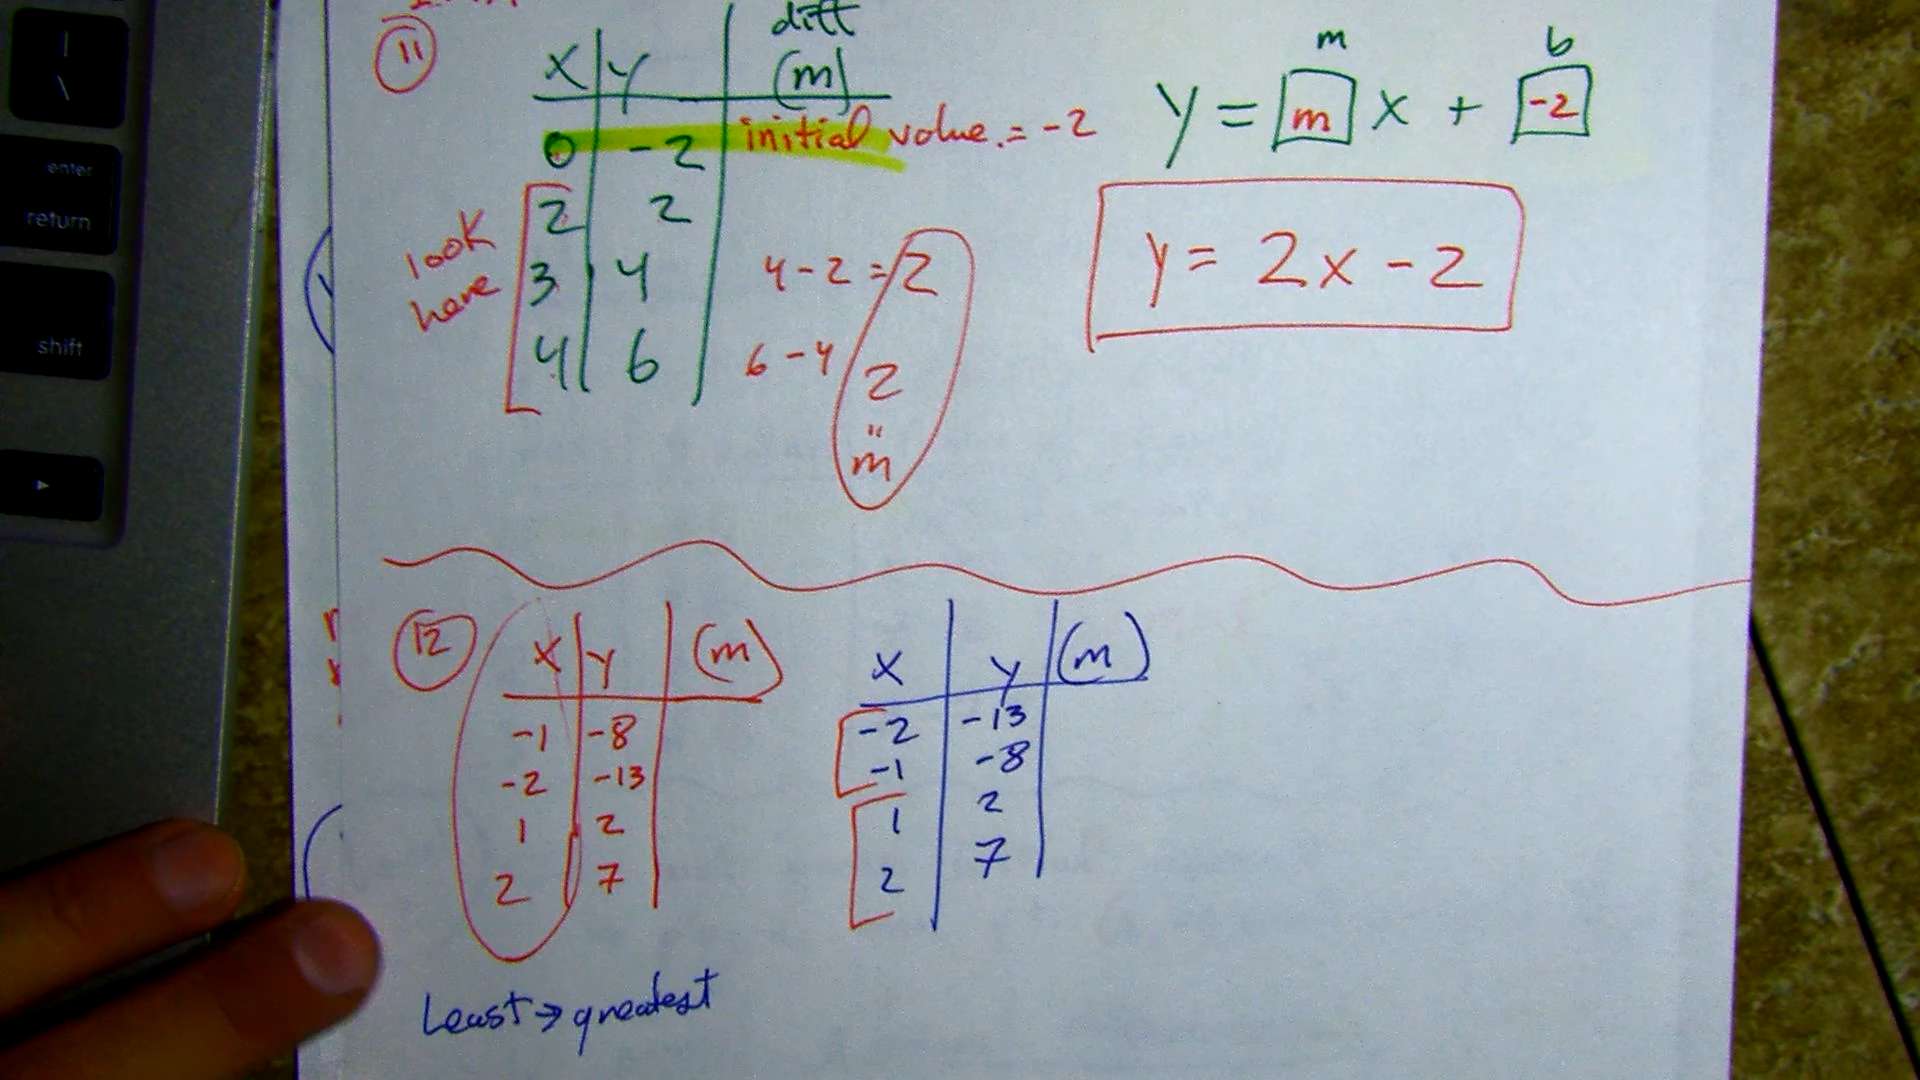 |
\
enter
return
shift
11
diff
x y (m)
0 -2 initial value. = -2
2 2
3 4 4-2 = 2
4 6 6-4 2
"
m
look
here
m b
y = m x + -2
y = 2x - 2
12
x y (m)
-1 -8
-2 -13
1 2
2 7
x y (m)
-2 -13
-1 -8
1 2
2 7
Least → greatest